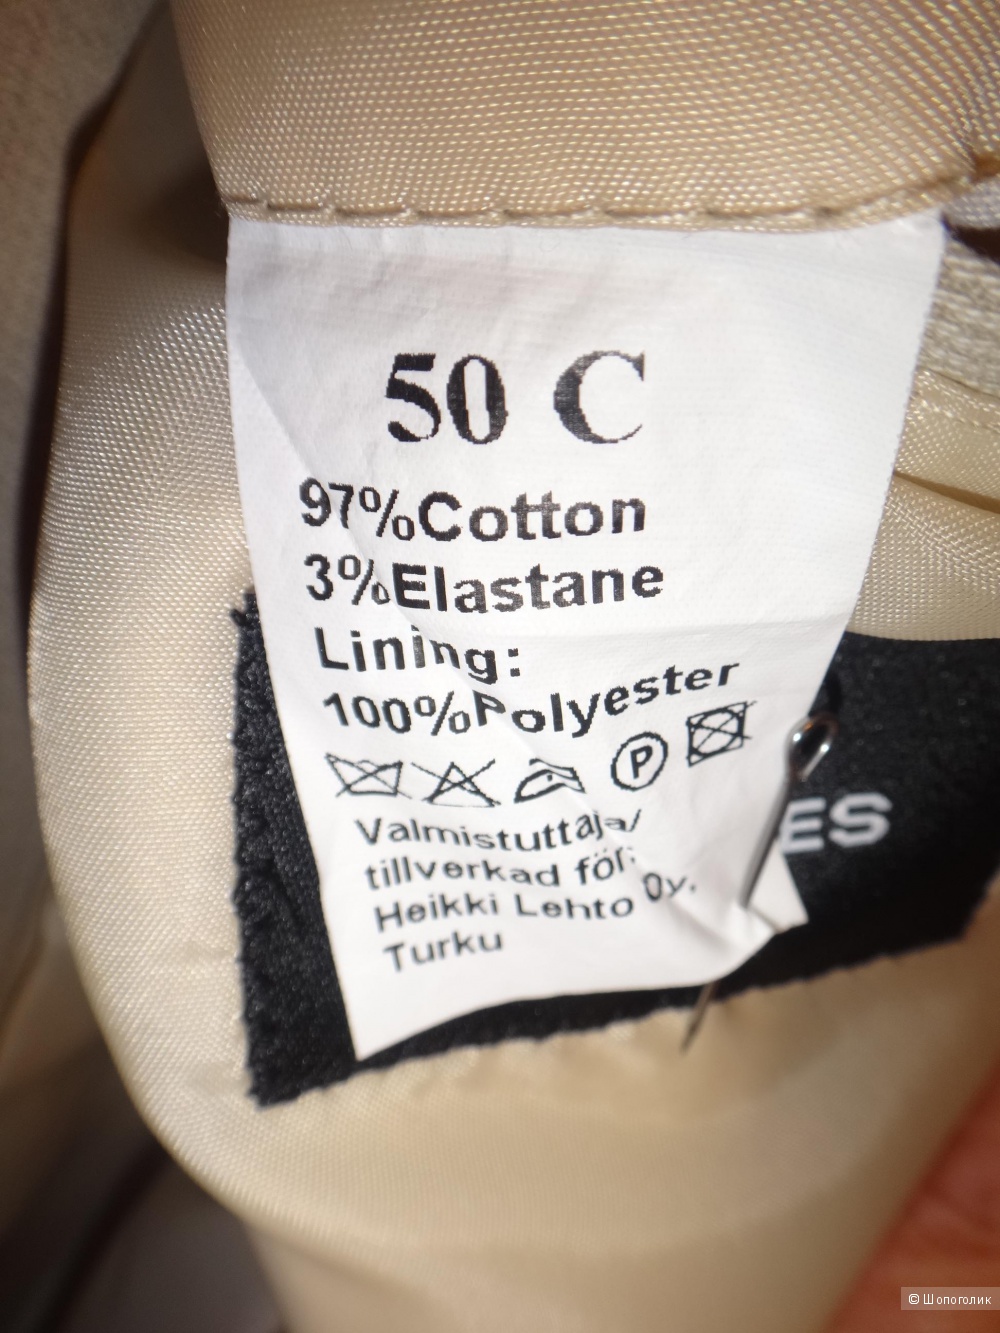 50 C
97%Cotton
3%Elastane
Lining:
100%Polyester
P
Valmistuttaja/
tillverkad för:
Heikki Lehto Oy.
Turku
ES
© Шопоголик